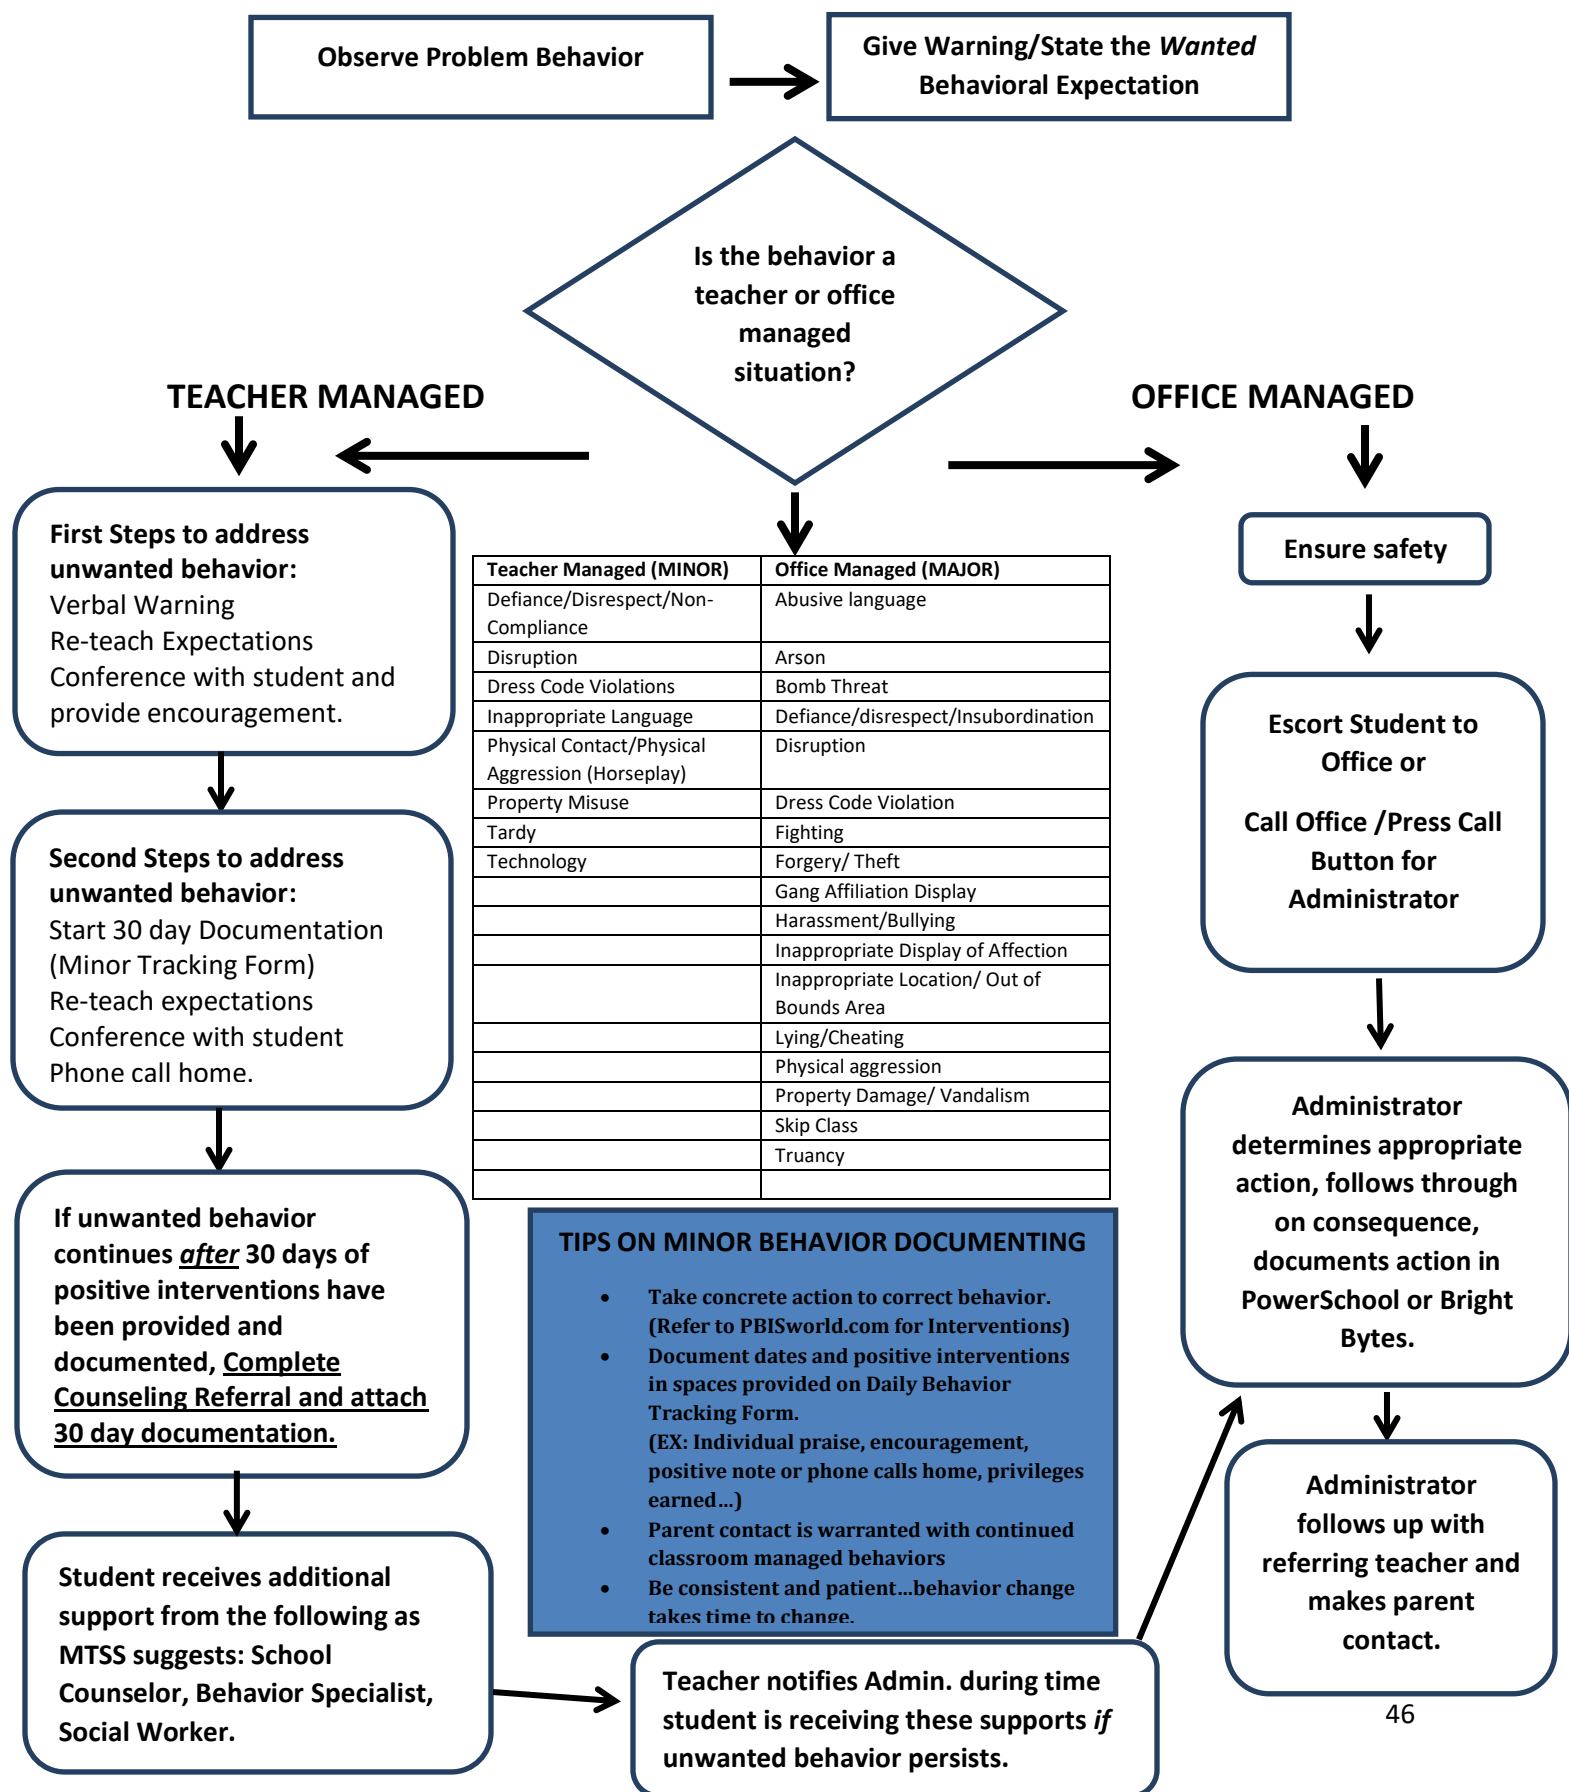 Observe Problem Behavior
Give Warning/State the Wanted
Behavioral Expectation
Is the behavior a
teacher or office
managed
situation?
TEACHER MANAGED
OFFICE MANAGED
First Steps to address
unwanted behavior:
Verbal Warning
Re-teach Expectations
Conference with student and
provide encouragement.
Second Steps to address
unwanted behavior:
Start 30 day Documentation
(Minor Tracking Form)
Re-teach expectations
Conference with student
Phone call home.
If unwanted behavior
continues after 30 days of
positive interventions have
been provided and
documented, Complete
Counseling Referral and attach
30 day documentation.
Student receives additional
support from the following as
MTSS suggests: School
Counselor, Behavior Specialist,
Social Worker.
Teacher Managed (MINOR) Office Managed (MAJOR)
Defiance/Disrespect/Non- Abusive language
Compliance
Disruption Arson
Dress Code Violations Bomb Threat
Inappropriate Language Defiance/disrespect/Insubordination
Physical Contact/Physical Disruption
Aggression (Horseplay)
Property Misuse Dress Code Violation
Tardy Fighting
Technology Forgery/ Theft
Gang Affiliation Display
Harassment/Bullying
Inappropriate Display of Affection
Inappropriate Location/ Out of
Bounds Area
Lying/Cheating
Physical aggression
Property Damage/ Vandalism
Skip Class
Truancy
TIPS ON MINOR BEHAVIOR DOCUMENTING
• Take concrete action to correct behavior.
(Refer to PBISworld.com for Interventions)
• Document dates and positive interventions
in spaces provided on Daily Behavior
Tracking Form.
(EX: Individual praise, encouragement,
positive note or phone calls home, privileges
earned…)
• Parent contact is warranted with continued
classroom managed behaviors
• Be consistent and patient…behavior change
takes time to change.
Teacher notifies Admin. during time
student is receiving these supports if
unwanted behavior persists.
Ensure safety
Escort Student to
Office or
Call Office /Press Call
Button for
Administrator
Administrator
determines appropriate
action, follows through
on consequence,
documents action in
PowerSchool or Bright
Bytes.
Administrator
follows up with
referring teacher and
makes parent
contact.
46